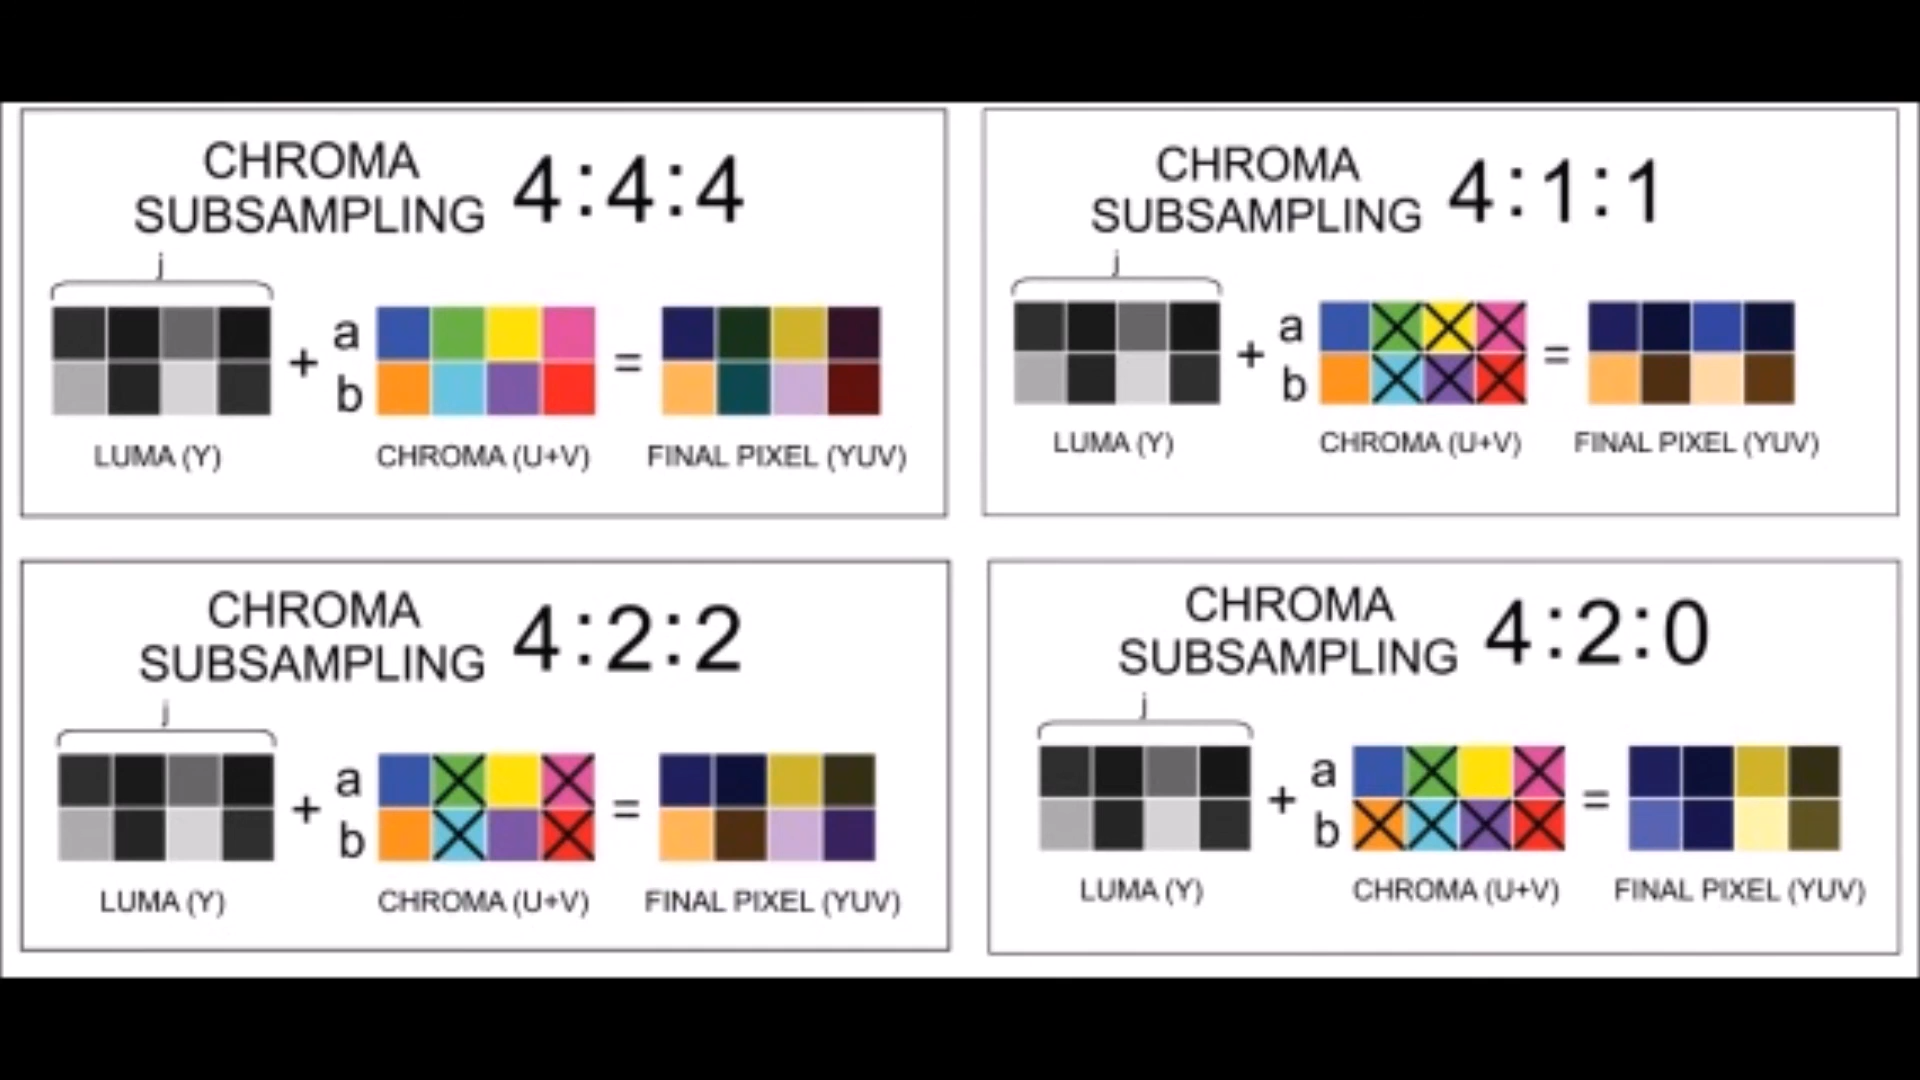 CHROMA
SUBSAMPLING 4:4:4
j
+ a =
b
LUMA (Y) CHROMA (U+V) FINAL PIXEL (YUV)
CHROMA
SUBSAMPLING 4:1:1
j
+ a =
b
LUMA (Y) CHROMA (U+V) FINAL PIXEL (YUV)
CHROMA
SUBSAMPLING 4:2:2
j
+ a =
b
LUMA (Y) CHROMA (U+V) FINAL PIXEL (YUV)
CHROMA
SUBSAMPLING 4:2:0
j
+ a =
b
LUMA (Y) CHROMA (U+V) FINAL PIXEL (YUV)